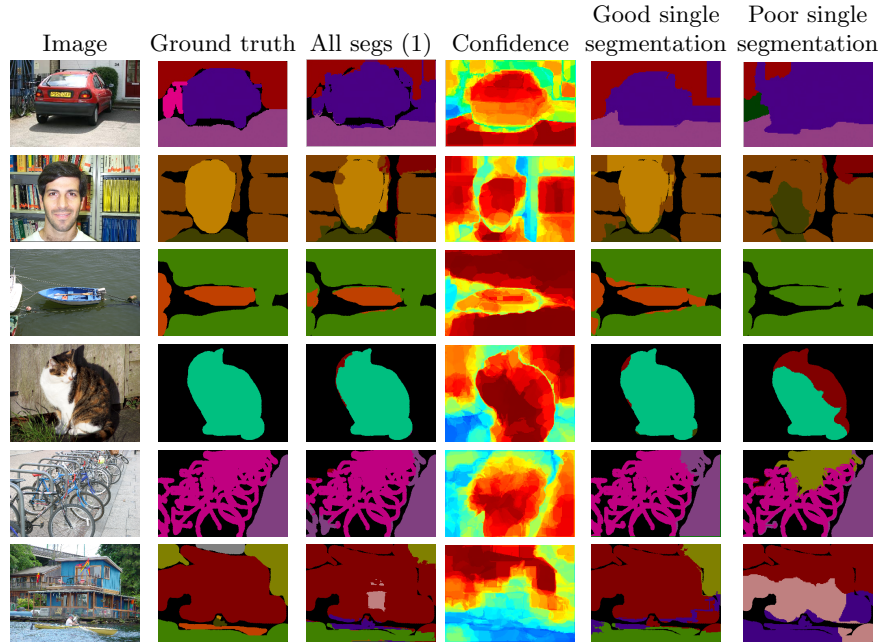 Good single Poor single
Image Ground truth All segs (1) Confidence segmentation segmentation